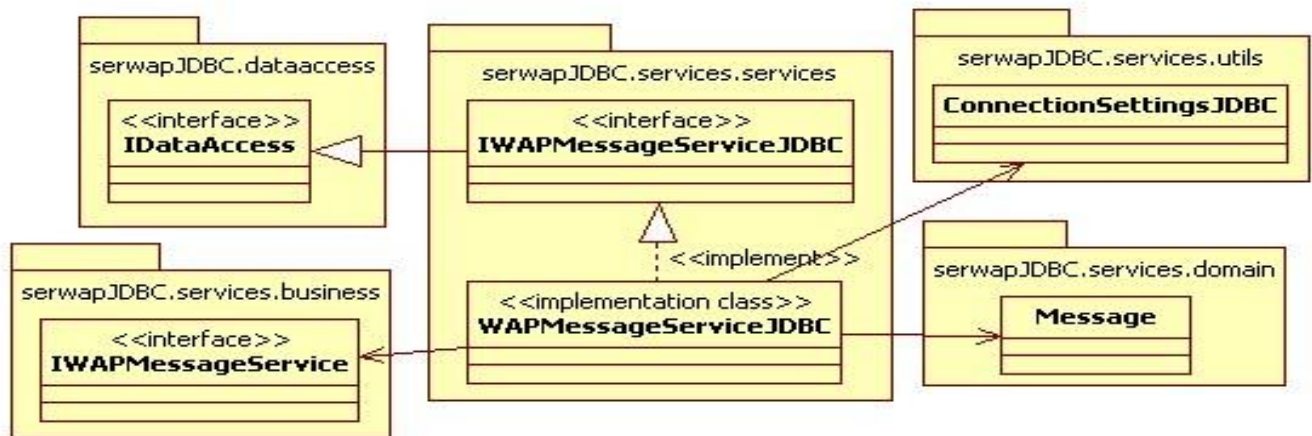 serwapJDBC.dataaccess
<<interface>>
IDataAccess
serwapJDBC.services.services
<<interface>>
IWAPMessageServiceJDBC
<<implement>>
<<implementation class>>
WAPMessageServiceJDBC
serwapJDBC.services.utils
ConnectionSettingsJDBC
serwapJDBC.services.business
<<interface>>
IWAPMessageService
serwapJDBC.services.domain
Message